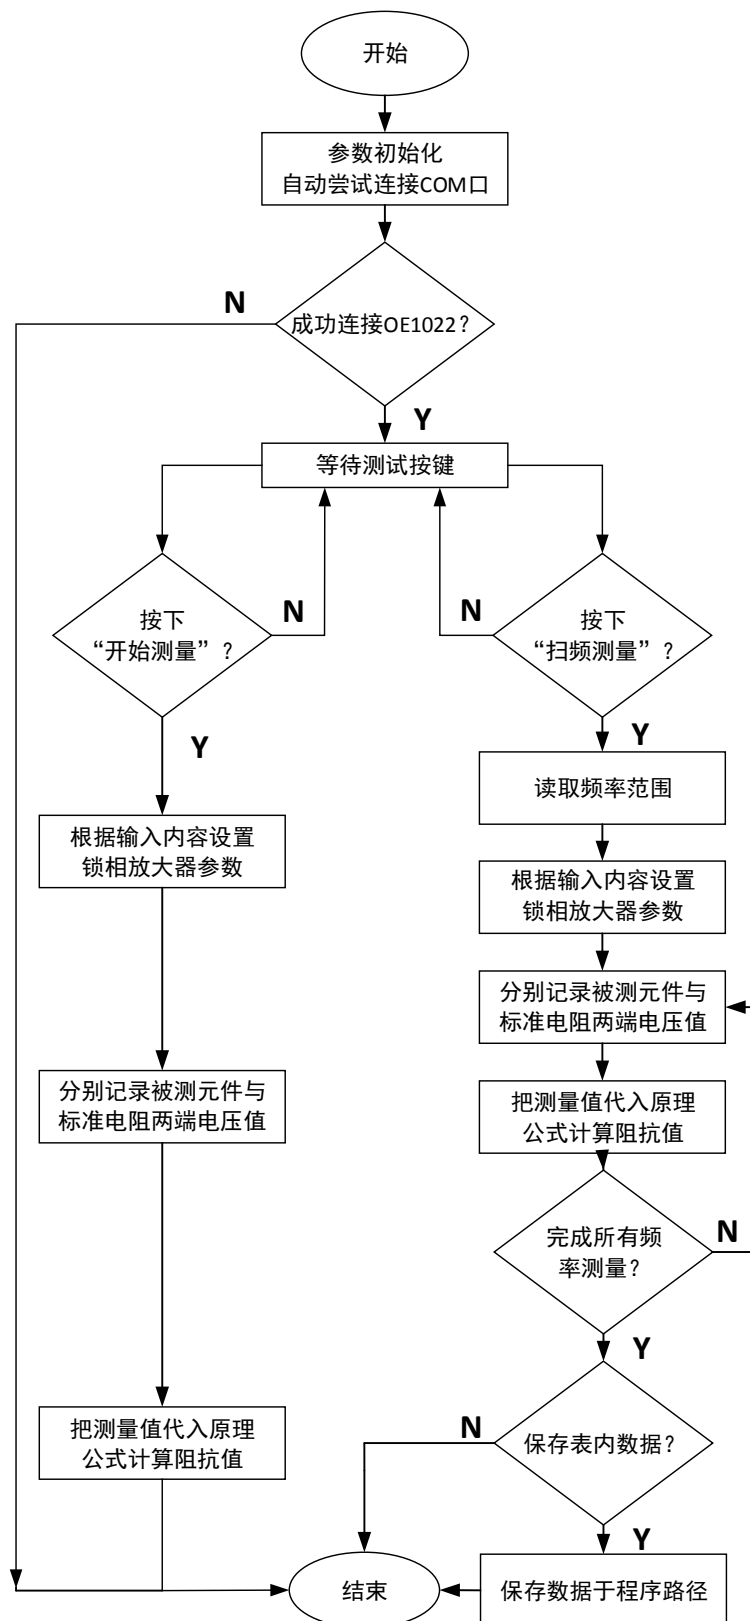 开始
参数初始化
自动尝试连接COM口
N
成功连接OE1022？
Y
等待测试按键
按下
“开始测量”？
N
N
按下
“扫频测量”？
Y
Y
读取频率范围
根据输入内容设置
锁相放大器参数
根据输入内容设置
锁相放大器参数
分别记录被测元件与
标准电阻两端电压值
分别记录被测元件与
标准电阻两端电压值
把测量值代入原理
公式计算阻抗值
完成所有频
率测量？
N
Y
把测量值代入原理
公式计算阻抗值
N
保存表内数据？
Y
结束
保存数据于程序路径